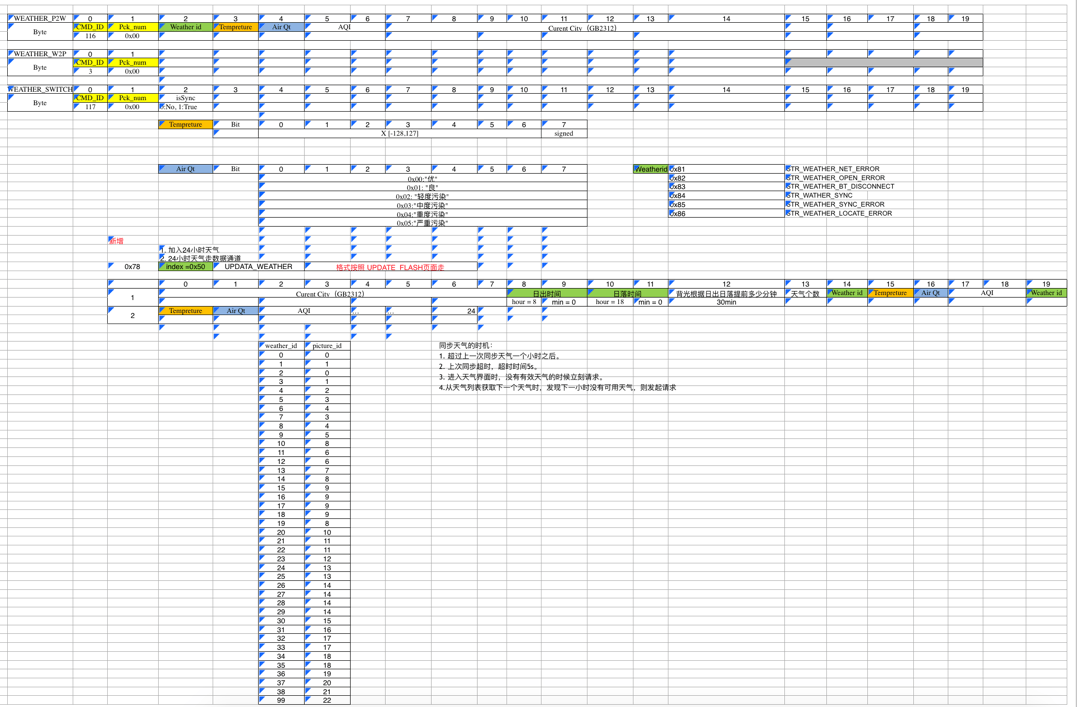 WEATHER_P2W 0 1 2 3 4 5 6 7 8 9 10 11 12 13 14 15 16 17 18 19
Byte CMD_ID Pck_num Weather id Tempreture Air Qt AQI Curent City（GB2312）
116 0x00
WEATHER_W2P 0 1
Byte CMD_ID Pck_num
3 0x00
WEATHER_SWITCH 0 1 2 3 4 5 6 7 8 9 10 11 12 13 14 15 16 17 18 19
Byte CMD_ID Pck_num isSync
117 0x00 0:No, 1:True
Tempreture Bit 0 1 2 3 4 5 6 7
X [-128,127] signed
Air Qt Bit 0 1 2 3 4 5 6 7 Weatherid 0x81 STR_WEATHER_NET_ERROR
0x00:"优" 0x82 STR_WEATHER_OPEN_ERROR
0x01: "良" 0x83 STR_WEATHER_BT_DISCONNECT
0x02: "轻度污染" 0x84 STR_WATHER_SYNC
0x03:"中度污染" 0x85 STR_WEATHER_SYNC_ERROR
0x04:"重度污染" 0x86 STR_WEATHER_LOCATE_ERROR
0x05:"严重污染"
新增
1. 加入24小时天气
2. 24小时天气走数据通道
0x78 index =0x50 UPDATA_WEATHER 格式按照 UPDATE_FLASH页面走
0 1 2 3 4 5 6 7 8 9 10 11 12 13 14 15 16 17 18 19
1 Curent City（GB2312） 日出时间 日落时间 背光根据日出日落提前多少分钟 天气个数 Weather id Tempreture Air Qt AQI Weather id
hour = 8 min = 0 hour = 18 min = 0 30min
2 Tempreture Air Qt AQI 24
weather_id picture_id 同步天气的时机：
0 0 1. 超过上一次同步天气一个小时之后。
1 1 2. 上次同步超时，超时时间5s。
2 0 3. 进入天气界面时，没有有效天气的时候立刻请求。
3 1 4.从天气列表获取下一个天气时，发现下一小时没有可用天气，则发起请求
4 2
5 3
6 4
7 3
8 4
9 5
10 8
11 6
12 6
13 7
14 8
15 9
16 9
17 9
18 9
19 8
20 10
21 11
22 11
23 12
24 13
25 13
26 14
27 14
28 14
29 14
30 15
31 16
32 17
33 17
34 18
35 18
36 19
37 20
38 21
99 22